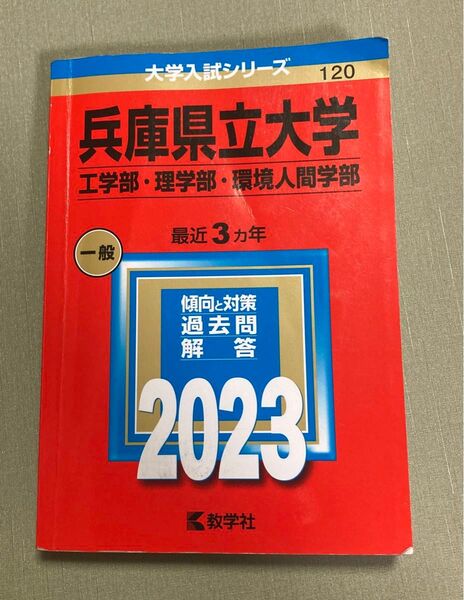 大学入試シリーズ
120
兵庫県立大学
工学部・理学部・環境人間学部
最近3カ年
一般
傾向と対策
過去問
解答
2023
教学社